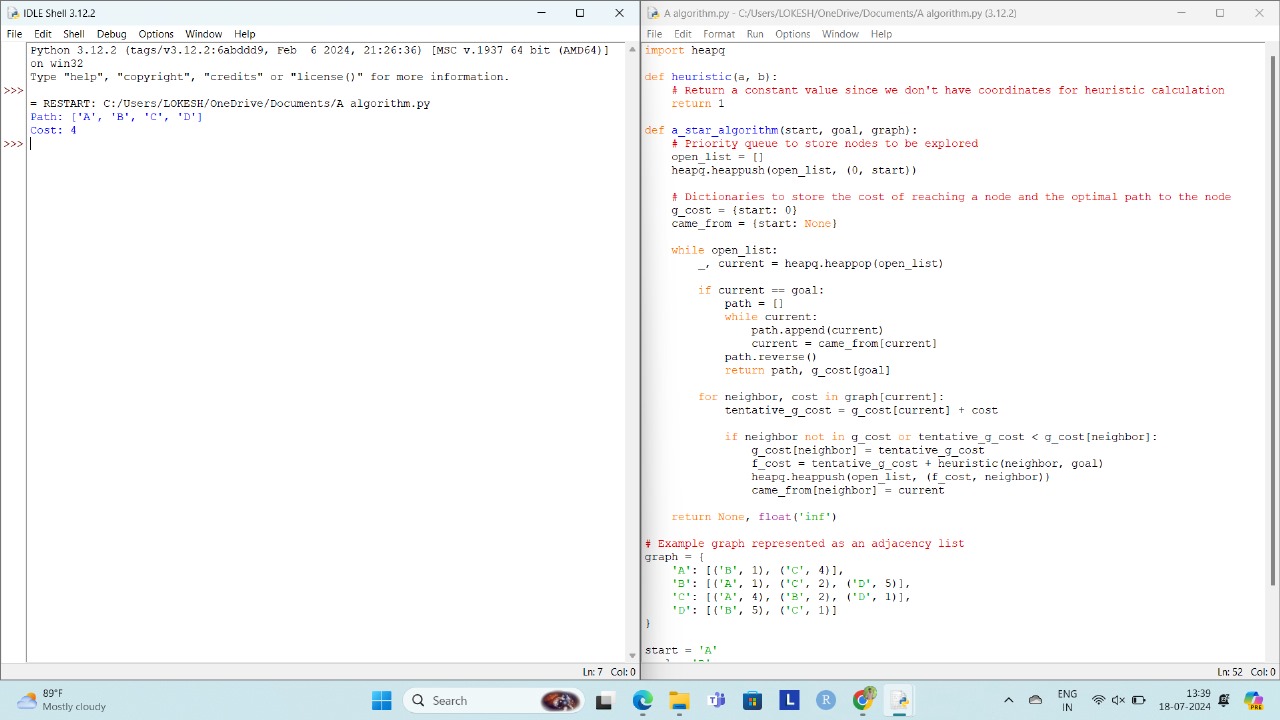 IDLE Shell 3.12.2
File Edit Shell Debug Options Window Help
Python 3.12.2 (tags/v3.12.2:6abddd9, Feb  6 2024, 21:26:36) [MSC v.1937 64 bit (AMD64)]
on win32
Type "help", "copyright", "credits" or "license()" for more information.
>>>
= RESTART: C:/Users/LOKESH/OneDrive/Documents/A algorithm.py
Path: ['A', 'B', 'C', 'D']
Cost: 4
>>>
Ln: 7 Col: 0
A algorithm.py - C:/Users/LOKESH/OneDrive/Documents/A algorithm.py (3.12.2)
File Edit Format Run Options Window Help
import heapq
def heuristic(a, b):
    # Return a constant value since we don't have coordinates for heuristic calculation
    return 1
def a_star_algorithm(start, goal, graph):
    # Priority queue to store nodes to be explored
    open_list = []
    heapq.heappush(open_list, (0, start))
    # Dictionaries to store the cost of reaching a node and the optimal path to the node
    g_cost = {start: 0}
    came_from = {start: None}
    while open_list:
        _, current = heapq.heappop(open_list)
        if current == goal:
            path = []
            while current:
                path.append(current)
                current = came_from[current]
            path.reverse()
            return path, g_cost[goal]
        for neighbor, cost in graph[current]:
            tentative_g_cost = g_cost[current] + cost
            if neighbor not in g_cost or tentative_g_cost < g_cost[neighbor]:
                g_cost[neighbor] = tentative_g_cost
                f_cost = tentative_g_cost + heuristic(neighbor, goal)
                heapq.heappush(open_list, (f_cost, neighbor))
                came_from[neighbor] = current
    return None, float('inf')
# Example graph represented as an adjacency list
graph = {
    'A': [('B', 1), ('C', 4)],
    'B': [('A', 1), ('C', 2), ('D', 5)],
    'C': [('A', 4), ('B', 2), ('D', 1)],
    'D': [('B', 5), ('C', 1)]
}
start = 'A'
Ln: 52 Col: 0
89°F
Mostly cloudy
Search
L
R
ENG
IN
13:39
18-07-2024
PRE